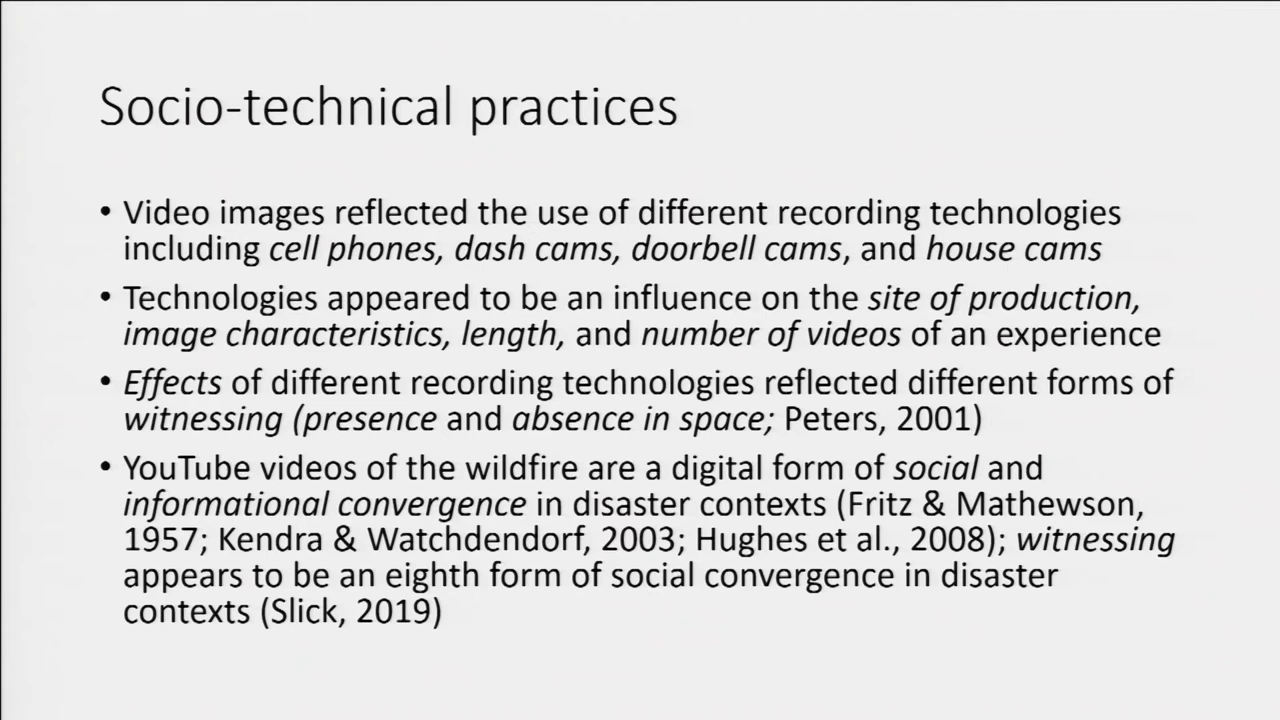 Socio-technical practices
• Video images reflected the use of different recording technologies
including cell phones, dash cams, doorbell cams, and house cams
• Technologies appeared to be an influence on the site of production,
image characteristics, length, and number of videos of an experience
• Effects of different recording technologies reflected different forms of
witnessing (presence and absence in space; Peters, 2001)
• YouTube videos of the wildfire are a digital form of social and
informational convergence in disaster contexts (Fritz & Mathewson,
1957; Kendra & Watchdendorf, 2003; Hughes et al., 2008); witnessing
appears to be an eighth form of social convergence in disaster
contexts (Slick, 2019)